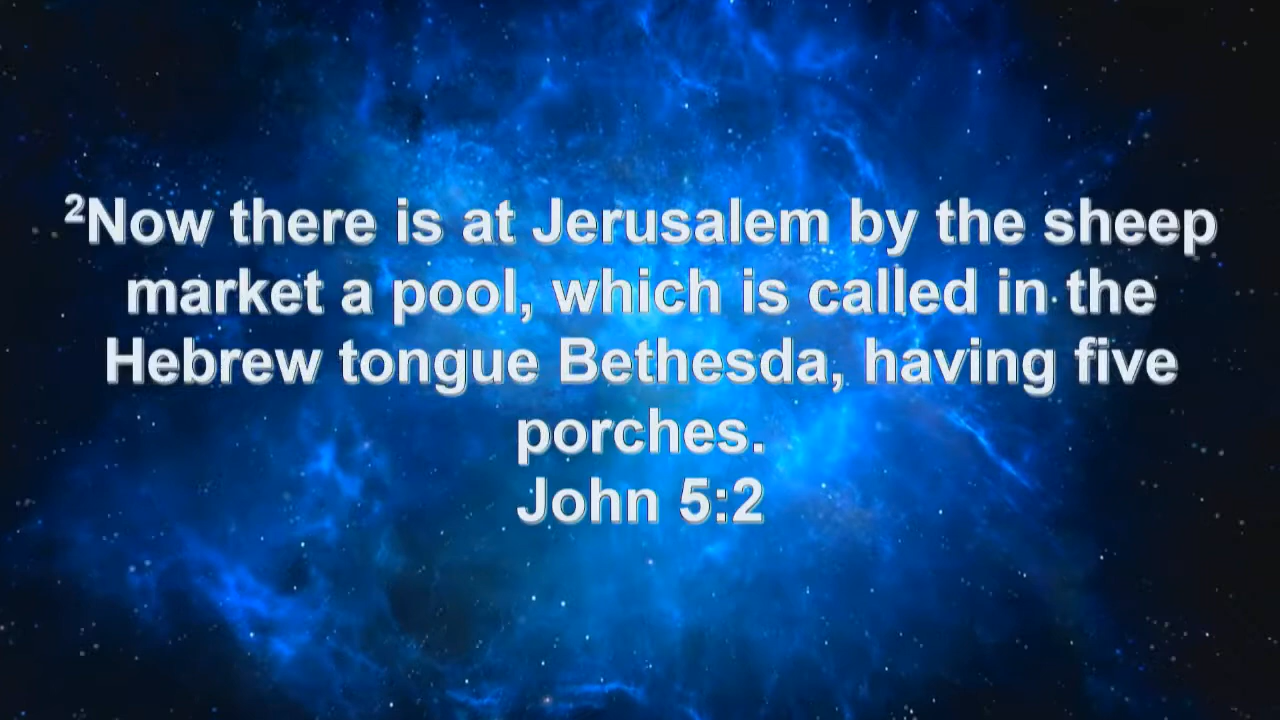 ²Now there is at Jerusalem by the sheep
market a pool, which is called in the
Hebrew tongue Bethesda, having five
porches.
John 5:2